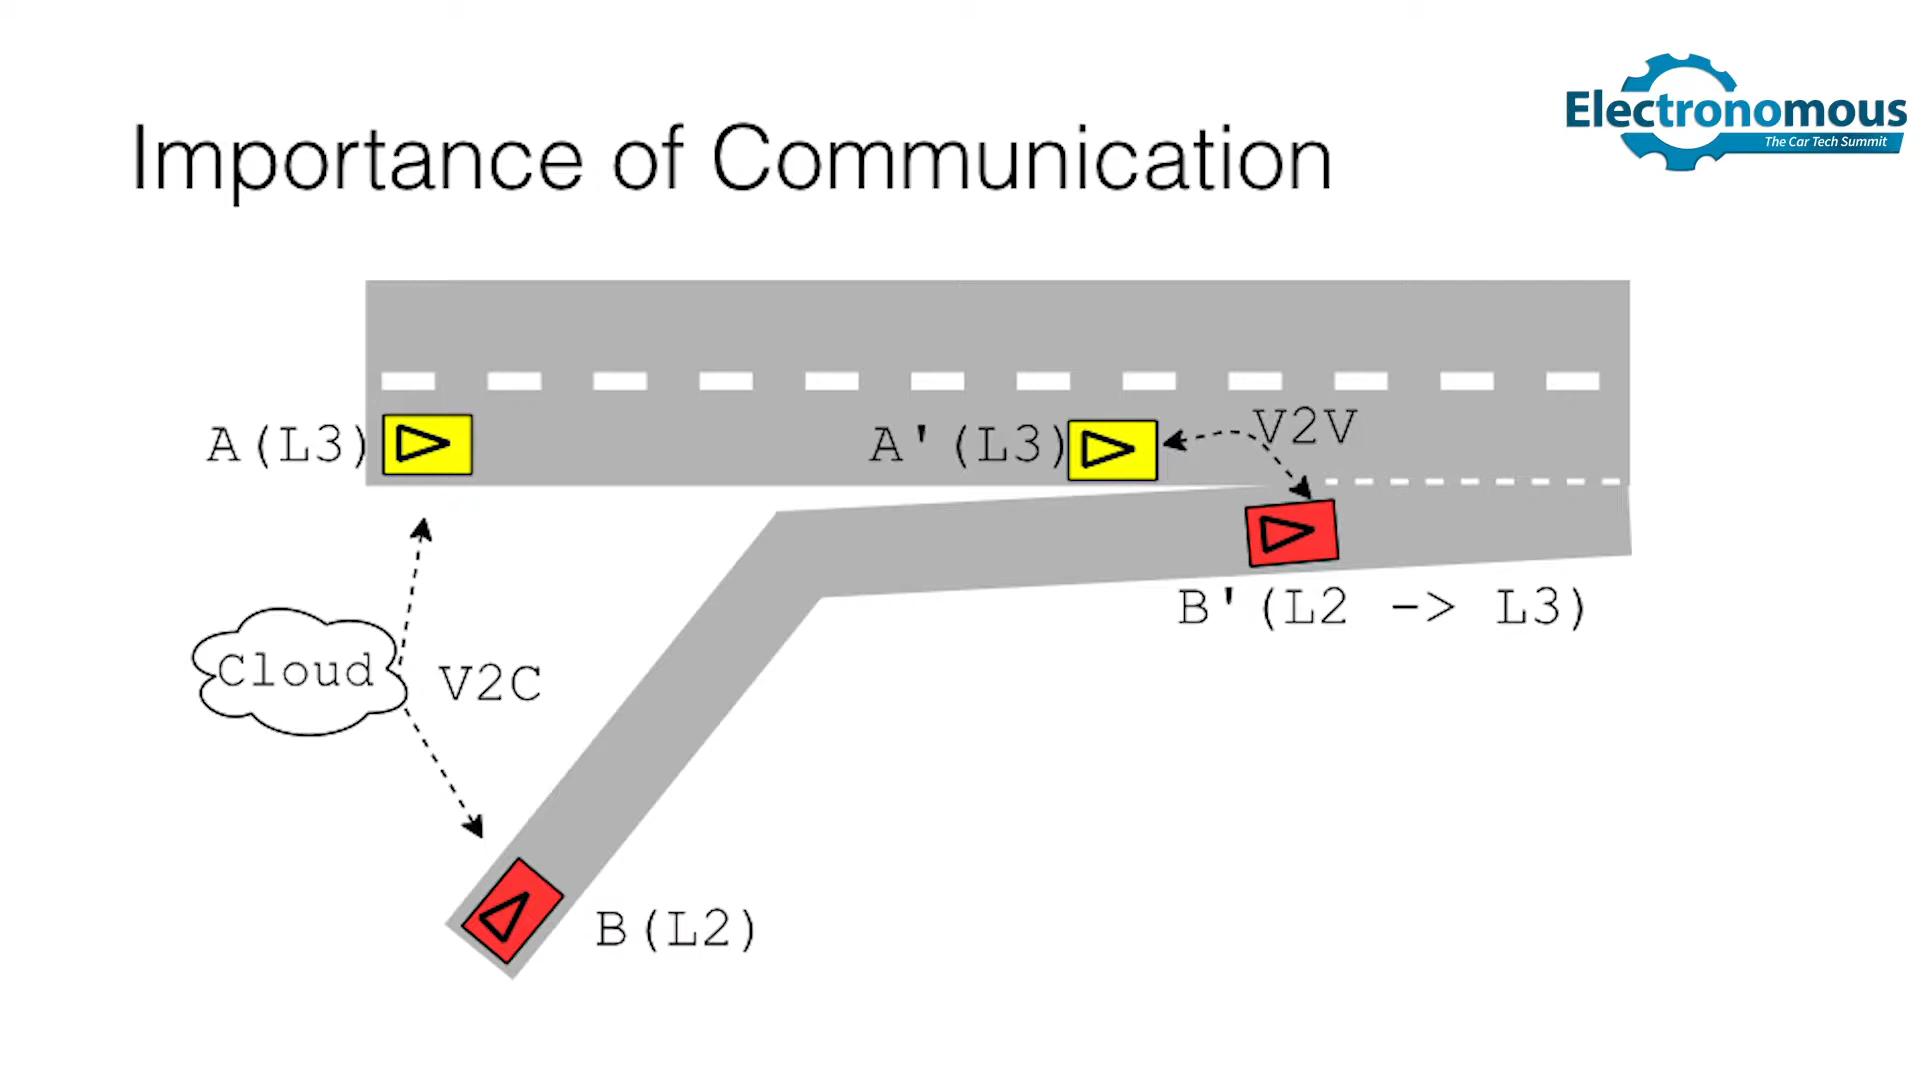 Electronomous
The Car Tech Summit
Importance of Communication
A(L3)
A'(L3)
V2V
B'(L2 -> L3)
Cloud
V2C
B(L2)